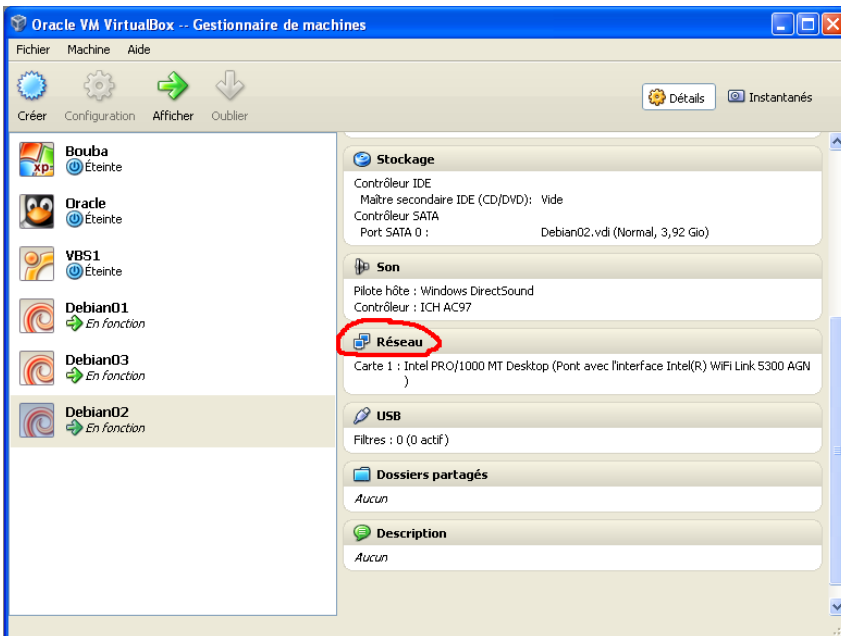 Oracle VM VirtualBox -- Gestionnaire de machines
Fichier Machine Aide
Créer Configuration Afficher Oublier
Détails Instantanés
Bouba
Éteinte
Oracle
Éteinte
VBS1
Éteinte
Debian01
En fonction
Debian03
En fonction
Debian02
En fonction
Stockage
Contrôleur IDE
Maître secondaire IDE (CD/DVD): Vide
Contrôleur SATA
Port SATA 0 : Debian02.vdi (Normal, 3,92 Gio)
Son
Pilote hôte : Windows DirectSound
Contrôleur : ICH AC97
Réseau
Carte 1 : Intel PRO/1000 MT Desktop (Pont avec l'interface Intel(R) WiFi Link 5300 AGN
)
USB
Filtres : 0 (0 actif)
Dossiers partagés
Aucun
Description
Aucun